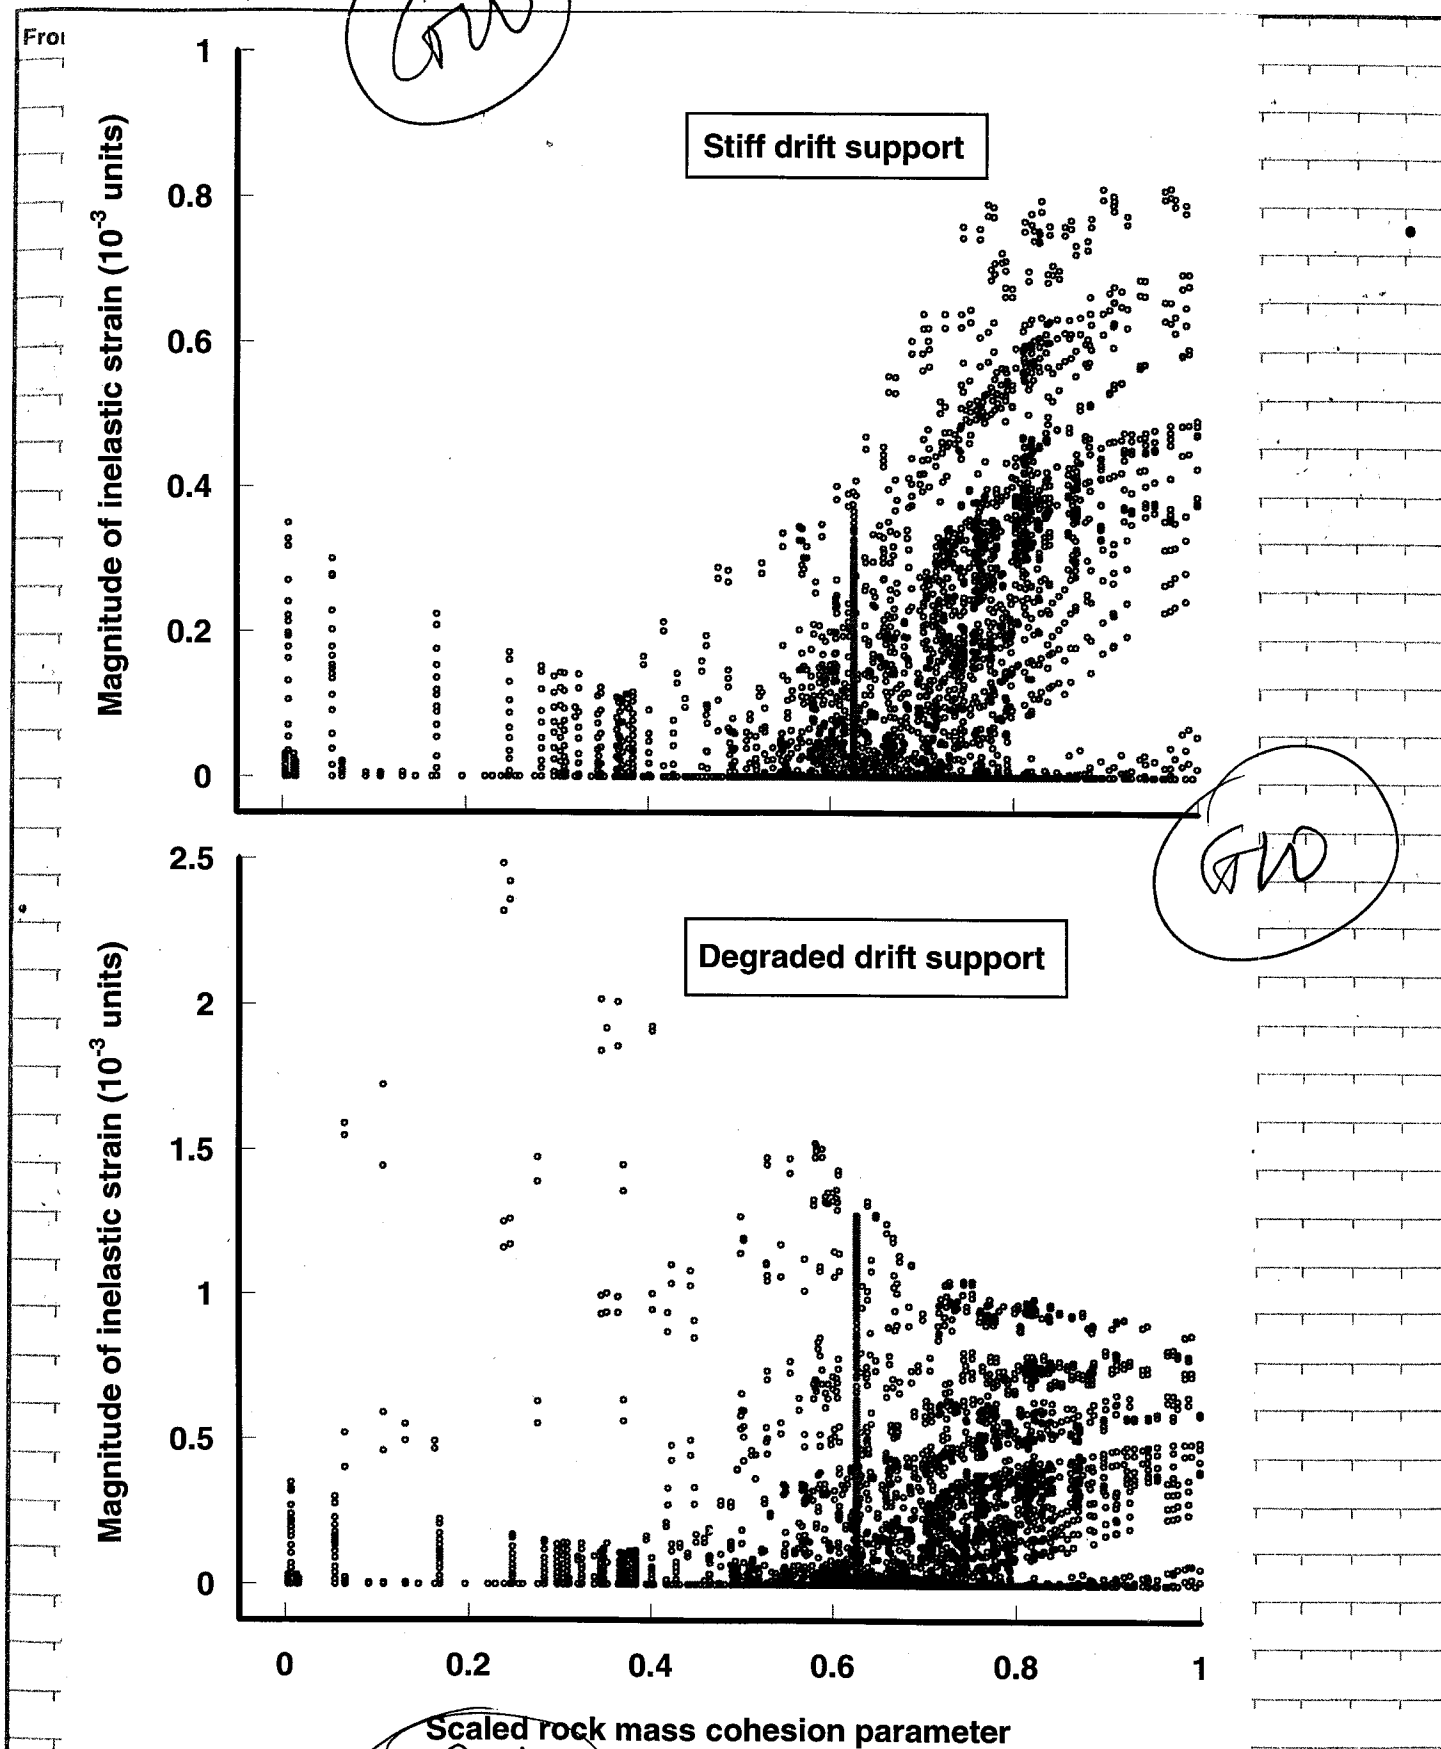 Fro
1
Stiff drift support
0.8
0.6
0.4
0.2
0
Magnitude of inelastic strain (10-3 units)
GW
2.5
Degraded drift support
2
1.5
1
0.5
0
Magnitude of inelastic strain (10-3 units)
0 0.2 0.4 0.6 0.8 1
Scaled rock mass cohesion parameter